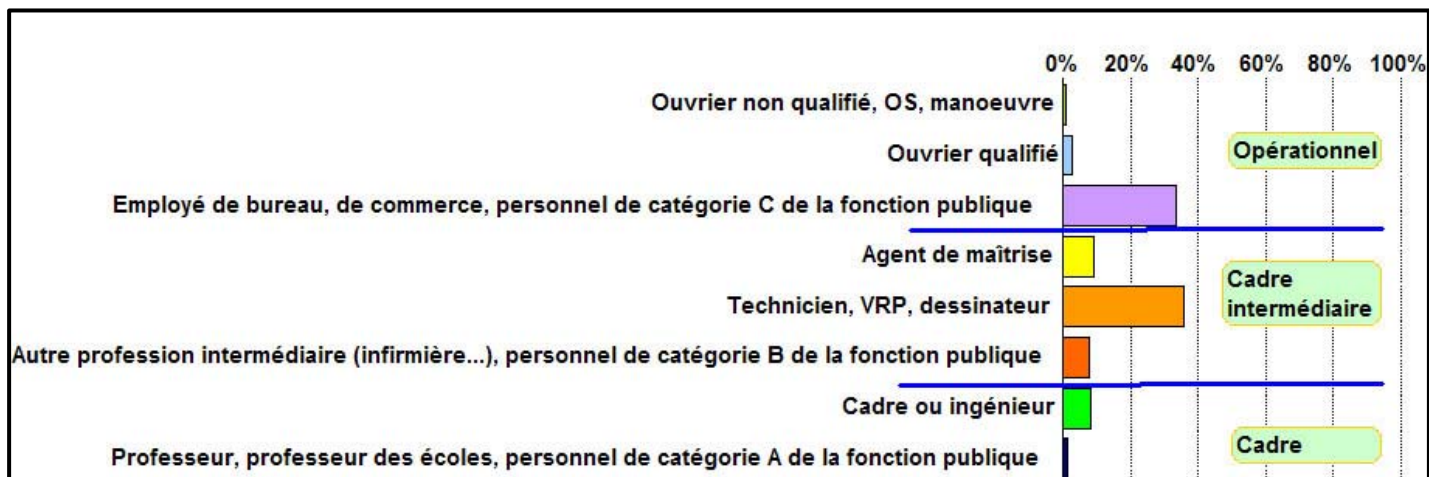 0% 20% 40% 60% 80% 100%
Ouvrier non qualifié, OS, manoeuvre
Ouvrier qualifié
Opérationnel
Employé de bureau, de commerce, personnel de catégorie C de la fonction publique
Agent de maîtrise
Cadre
intermédiaire
Technicien, VRP, dessinateur
Autre profession intermédiaire (infirmière...), personnel de catégorie B de la fonction publique
Cadre ou ingénieur
Cadre
Professeur, professeur des écoles, personnel de catégorie A de la fonction publique